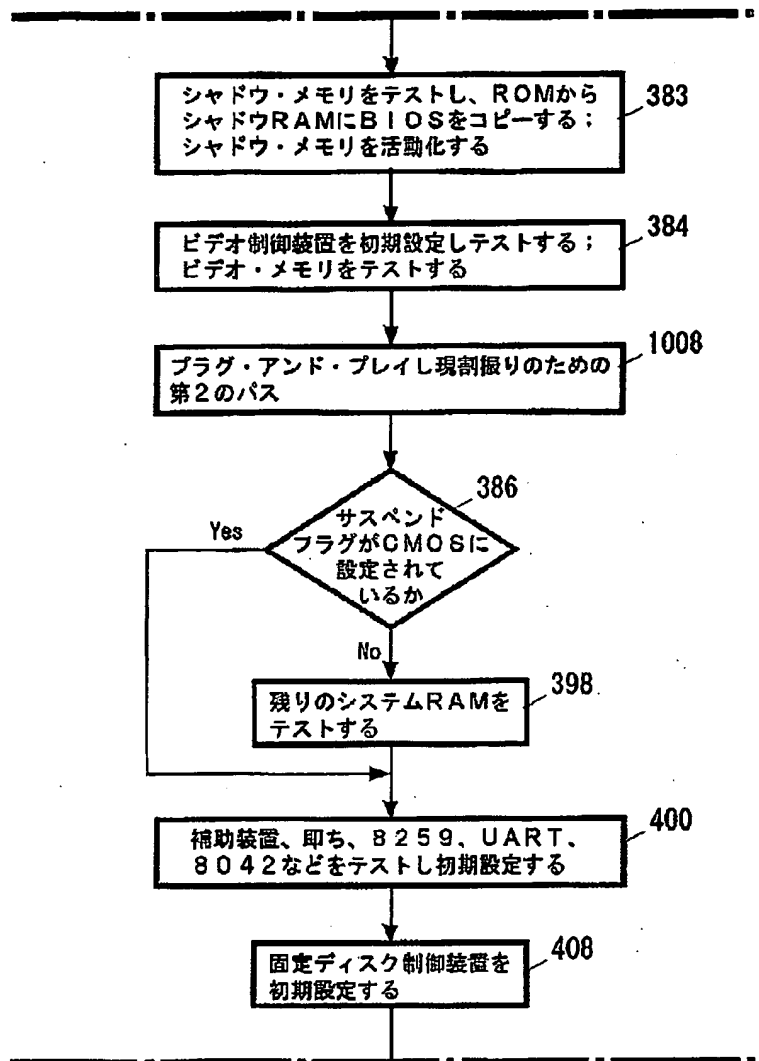 シャドウ・メモリをテストし、ROMから
シャドウRAMにBIOSをコピーする;
シャドウ・メモリを活動化する
383
ビデオ制御装置を初期設定しテストする;
ビデオ・メモリをテストする
384
プラグ・アンド・プレイし現割振りのための
第2のパス
1008
サスペンド
フラグがCMOSに
設定されて
いるか
386
Yes
No
残りのシステムRAMを
テストする
398
補助装置、即ち、8259、UART、
8042などをテストし初期設定する
400
固定ディスク制御装置を
初期設定する
408